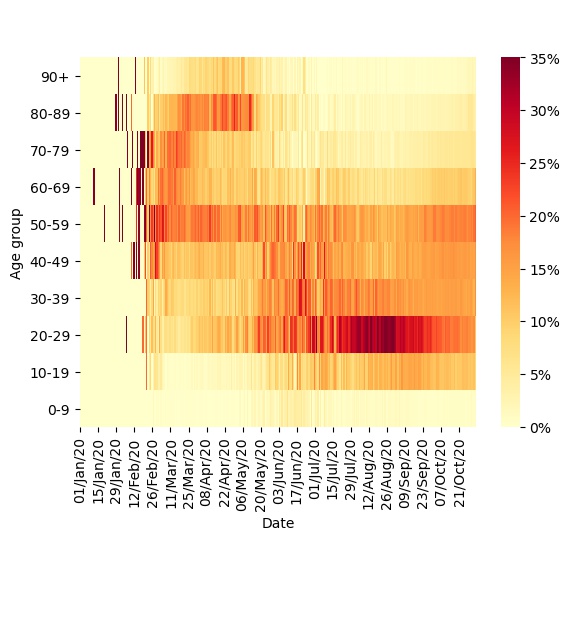 90+
80-89
70-79
60-69
50-59
40-49
30-39
20-29
10-19
0-9
Age group
01/Jan/20
15/Jan/20
29/Jan/20
12/Feb/20
26/Feb/20
11/Mar/20
25/Mar/20
08/Apr/20
22/Apr/20
06/May/20
20/May/20
03/Jun/20
17/Jun/20
01/Jul/20
15/Jul/20
29/Jul/20
12/Aug/20
26/Aug/20
09/Sep/20
23/Sep/20
07/Oct/20
21/Oct/20
Date
35%
30%
25%
20%
15%
10%
5%
0%